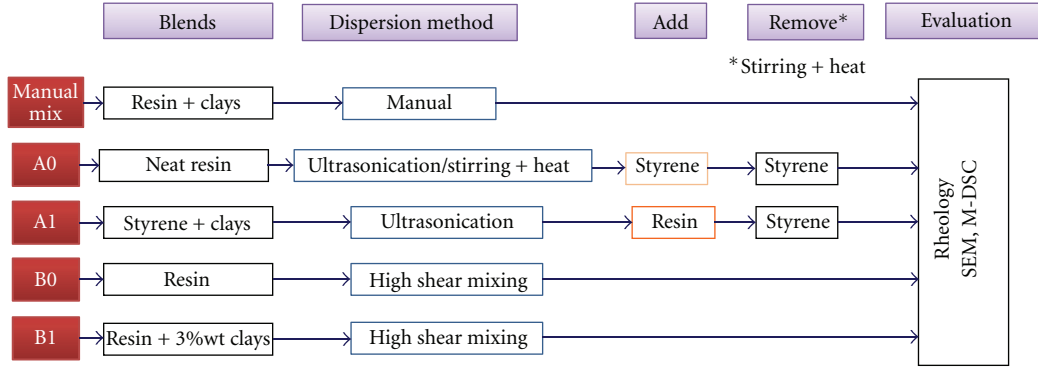 Blends
Dispersion method
Add
Remove*
Evaluation
*Stirring + heat
Manual
mix
Resin + clays
Manual
A0
Neat resin
Ultrasonication/stirring + heat
Styrene
Styrene
A1
Styrene + clays
Ultrasonication
Resin
Styrene
B0
Resin
High shear mixing
B1
Resin + 3%wt clays
High shear mixing
Rheology
SEM, M-DSC